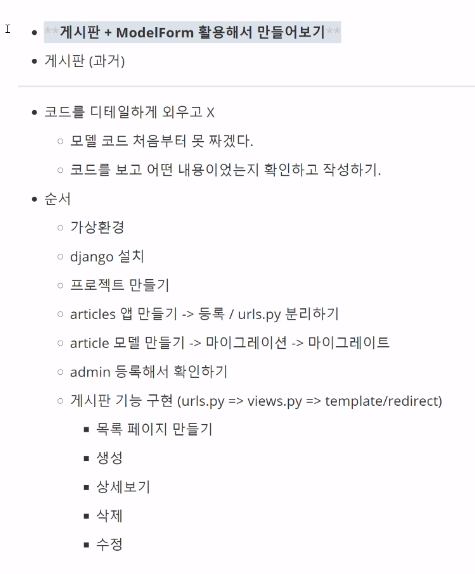 **게시판 + ModelForm 활용해서 만들어보기**
게시판 (과거)
코드를 디테일하게 외우고 X
모델 코드 처음부터 못 짜겠다.
코드를 보고 어떤 내용이었는지 확인하고 작성하기.
순서
가상환경
django 설치
프로젝트 만들기
articles 앱 만들기 -> 등록 / urls.py 분리하기
article 모델 만들기 -> 마이그레이션 -> 마이그레이트
admin 등록해서 확인하기
게시판 기능 구현 (urls.py => views.py => template/redirect)
목록 페이지 만들기
생성
상세보기
삭제
수정